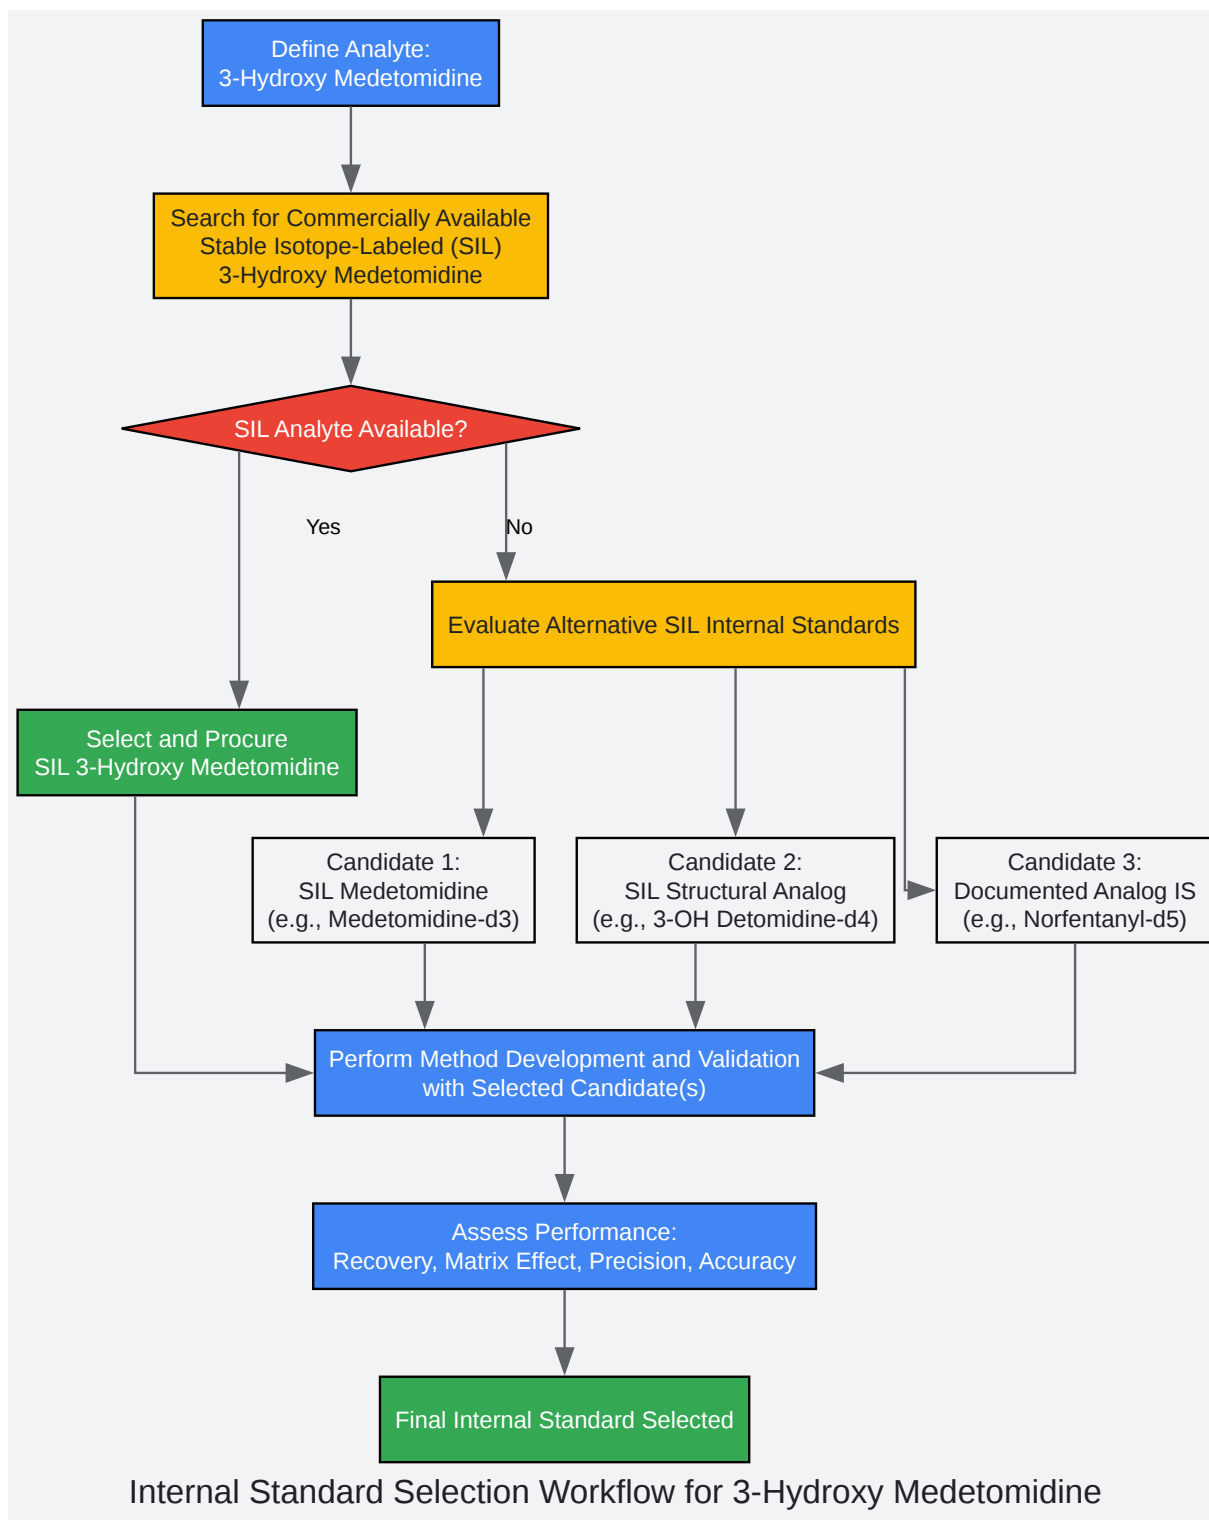 Define Analyte:
3-Hydroxy Medetomidine
Search for Commercially Available
Stable Isotope-Labeled (SIL)
3-Hydroxy Medetomidine
SIL Analyte Available?
Yes
No
Evaluate Alternative SIL Internal Standards
Select and Procure
SIL 3-Hydroxy Medetomidine
Candidate 1:
SIL Medetomidine
(e.g., Medetomidine-d3)
Candidate 2:
SIL Structural Analog
(e.g., 3-OH Detomidine-d4)
Candidate 3:
Documented Analog IS
(e.g., Norfentanyl-d5)
Perform Method Development and Validation
with Selected Candidate(s)
Assess Performance:
Recovery, Matrix Effect, Precision, Accuracy
Final Internal Standard Selected
Internal Standard Selection Workflow for 3-Hydroxy Medetomidine